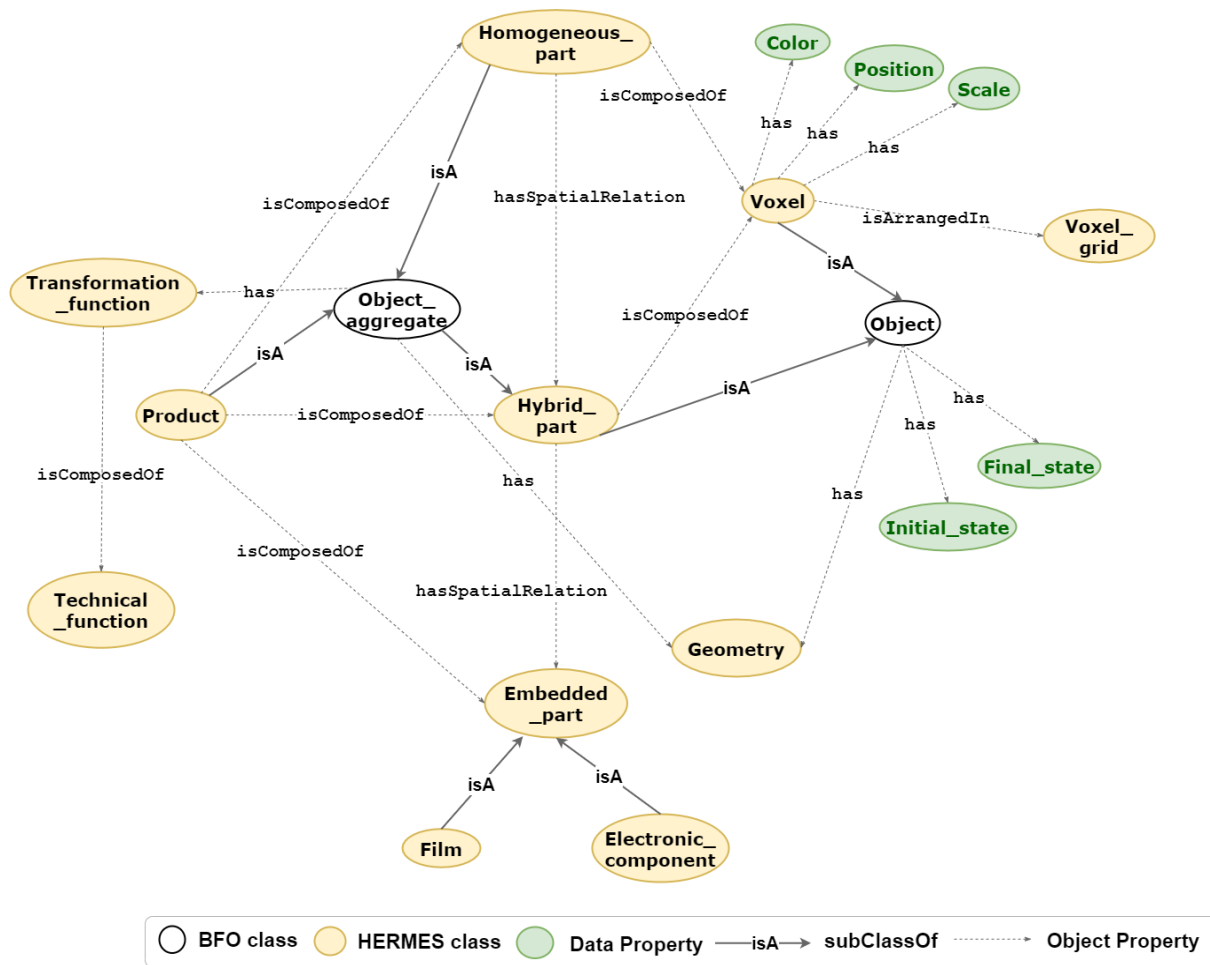 Homogeneous_
part
Color
Position
Scale
isComposedOf
has
has
has
isA
hasSpatialRelation
isComposedOf
Voxel
isArrangedIn
Voxel_
grid
isA
Transformation
_function
has
Object_
aggregate
isComposedOf
Object
isA
isA
isA
Product
isComposedOf
Hybrid_
part
has
has
Final_state
isComposedOf
has
has
Initial_state
isComposedOf
hasSpatialRelation
Technical
_function
Geometry
Embedded
_part
isA
isA
Film
Electronic_
component
BFO class
HERMES class
Data Property
isA
subClassOf
Object Property